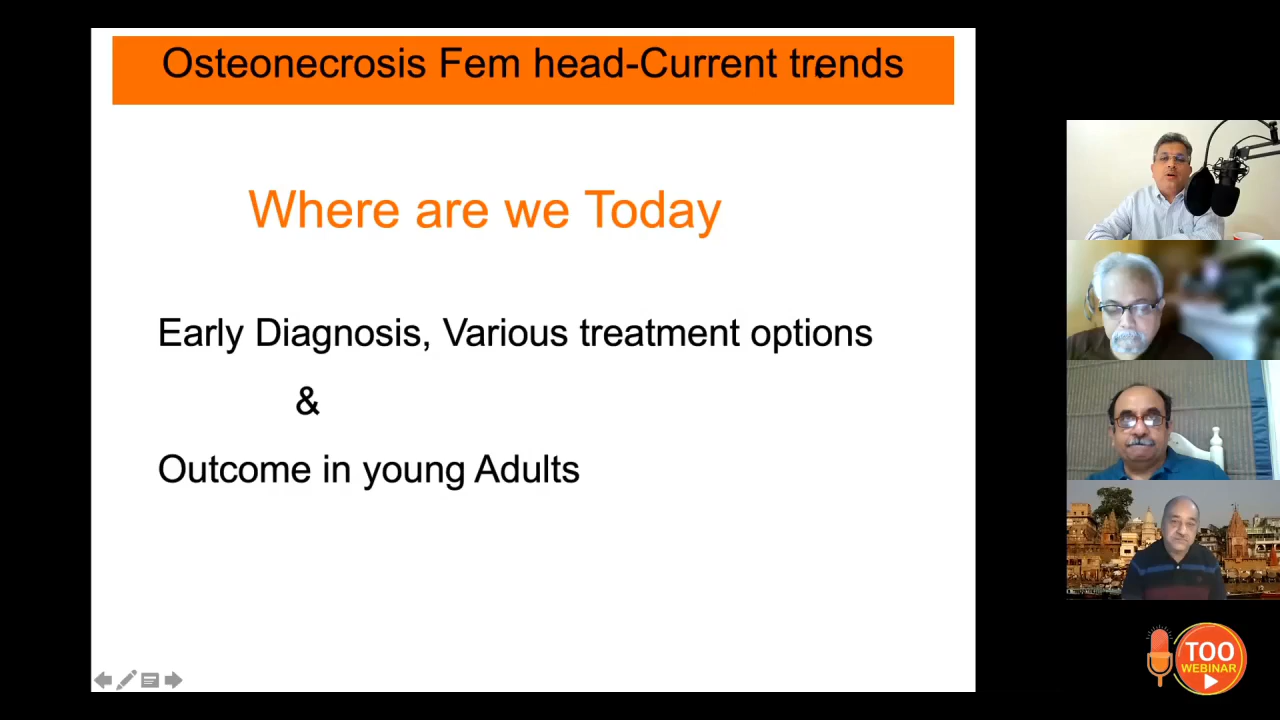 Osteonecrosis Fem head-Current trends
Where are we Today
Early Diagnosis, Various treatment options
&
Outcome in young Adults
TOO
WEBINAR